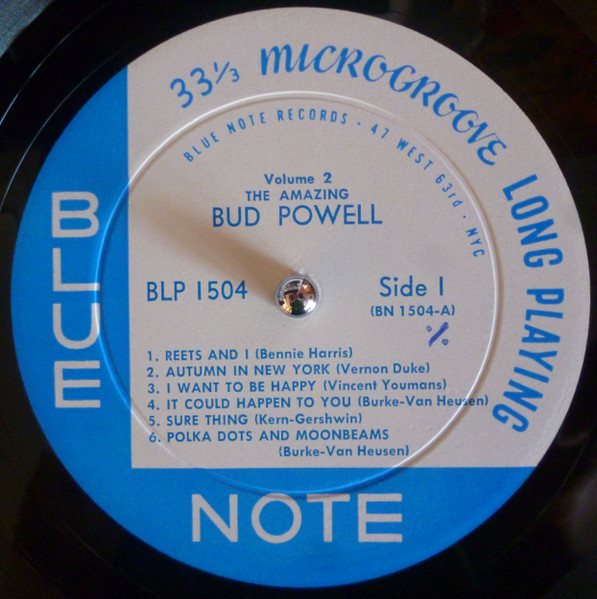 33⅓ MICROGROOVE LONG PLAYING
BLUE NOTE RECORDS · 47 WEST 63rd · NYC
Volume 2
THE AMAZING
BUD POWELL
BLP 1504
Side 1
(BN 1504-A)
1. REETS AND I (Bennie Harris)
2. AUTUMN IN NEW YORK (Vernon Duke)
3. I WANT TO BE HAPPY (Vincent Youmans)
4. IT COULD HAPPEN TO YOU (Burke-Van Heusen)
5. SURE THING (Kern-Gershwin)
6. POLKA DOTS AND MOONBEAMS
(Burke-Van Heusen)
BLUE
NOTE